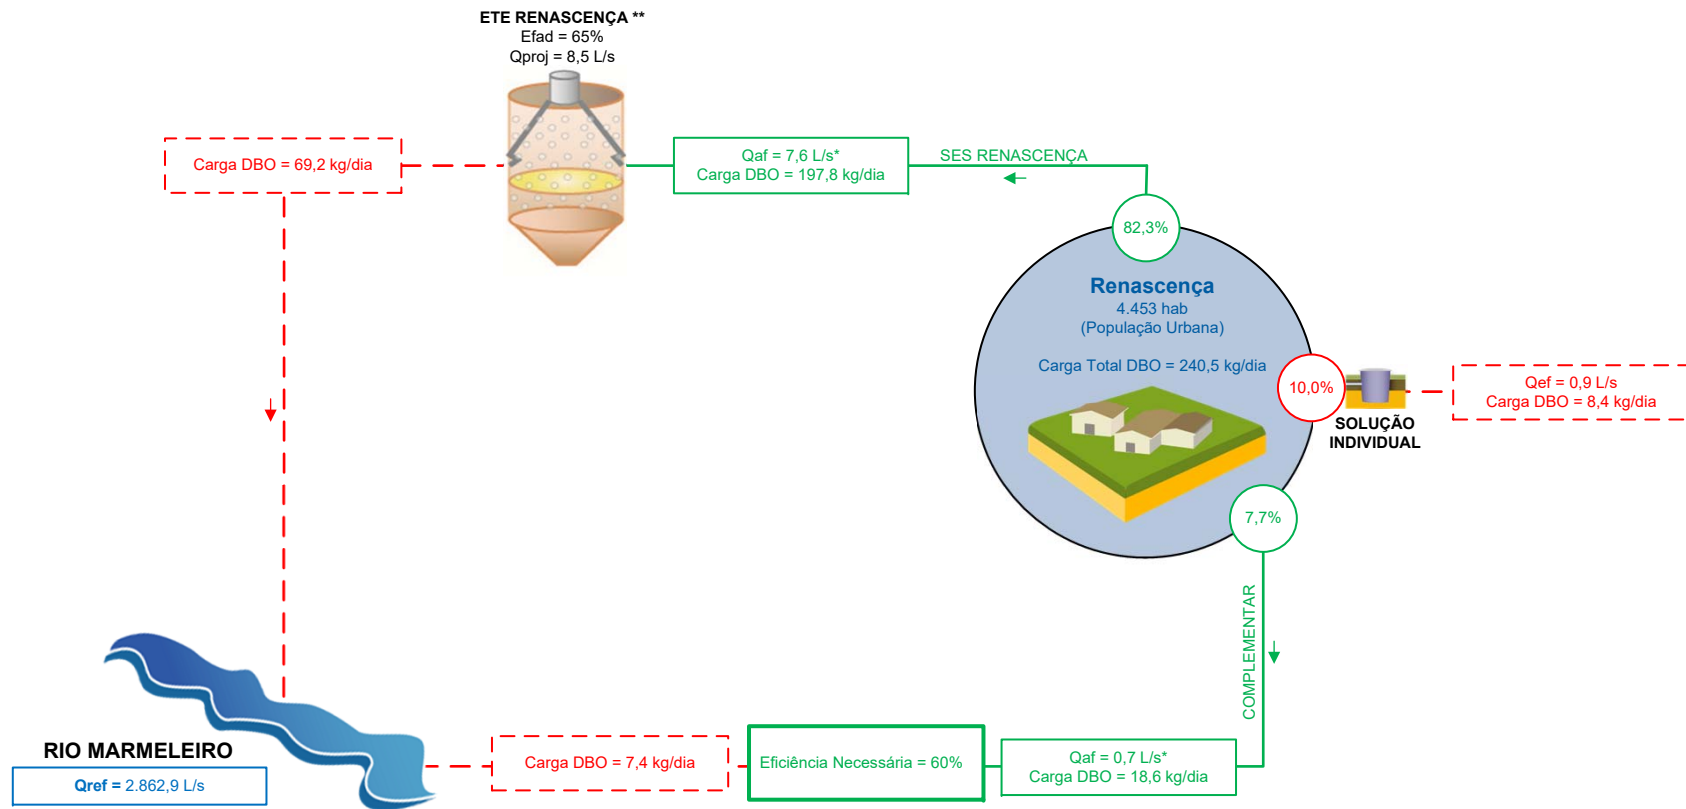 ETE RENASCENÇA **
Efad = 65%
Qproj = 8,5 L/s
Carga DBO = 69,2 kg/dia
Qaf = 7,6 L/s*
Carga DBO = 197,8 kg/dia
SES RENASCENÇA
82,3%
Renascença
4.453 hab
(População Urbana)
Carga Total DBO = 240,5 kg/dia
10,0%
SOLUÇÃO
INDIVIDUAL
Qef = 0,9 L/s
Carga DBO = 8,4 kg/dia
7,7%
COMPLEMENTAR
RIO MARMELEIRO
Qref = 2.862,9 L/s
Carga DBO = 7,4 kg/dia
Eficiência Necessária = 60%
Qaf = 0,7 L/s*
Carga DBO = 18,6 kg/dia